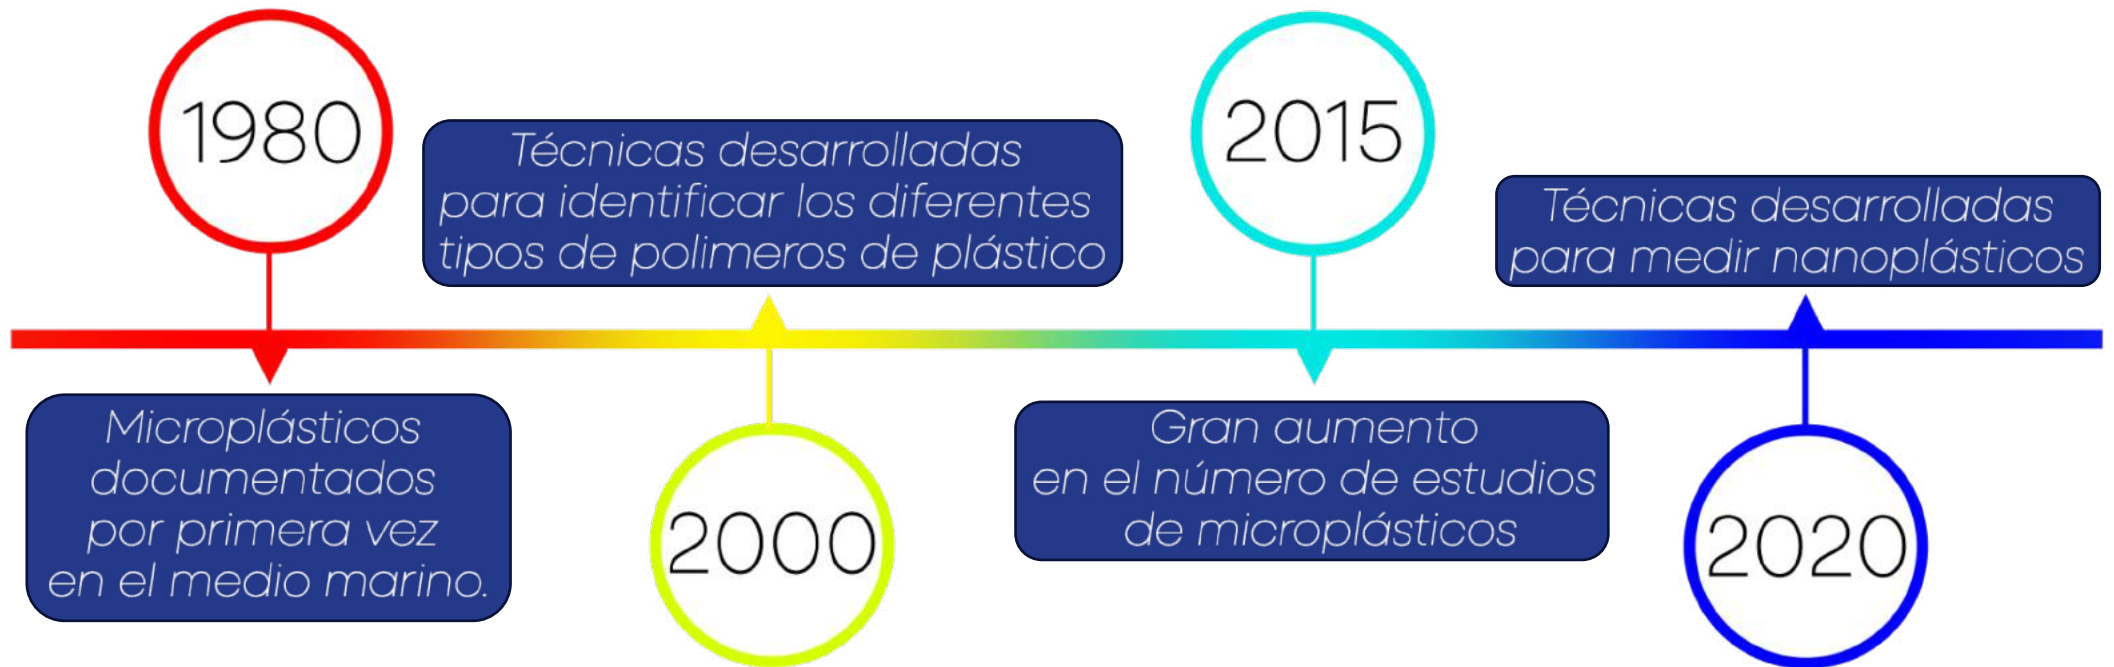 1980
Microplásticos
documentados
por primera vez
en el medio marino.
Técnicas desarrolladas
para identificar los diferentes
tipos de polimeros de plástico
2000
2015
Gran aumento
en el número de estudios
de microplásticos
Técnicas desarrolladas
para medir nanoplásticos
2020